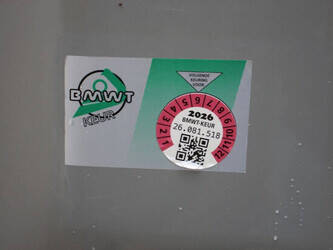 BMWT
KEUR
VOLGENDE
KEURING
VOOR
1 2 3 4 5 6 7 8 9 10 11 12
2026
BMWT-KEUR
26.081.518